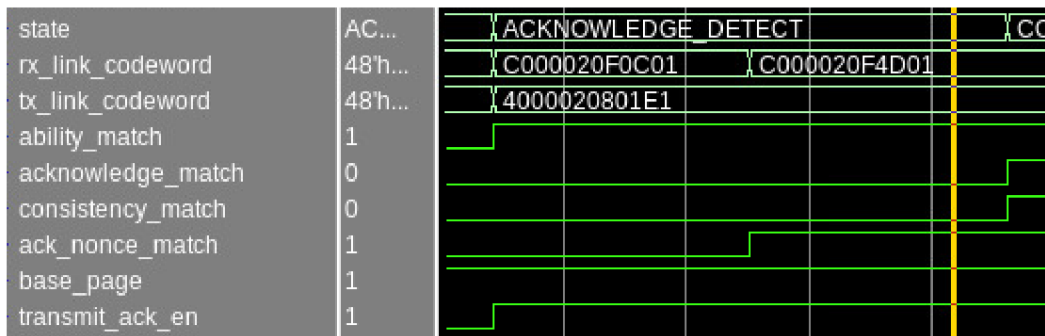 state AC... ACKNOWLEDGE_DETECT CO
rx_link_codeword 48'h... C000020F0C01 C000020F4D01
tx_link_codeword 48'h... 4000020801E1
ability_match 1
acknowledge_match 0
consistency_match 0
ack_nonce_match 1
base_page 1
transmit_ack_en 1